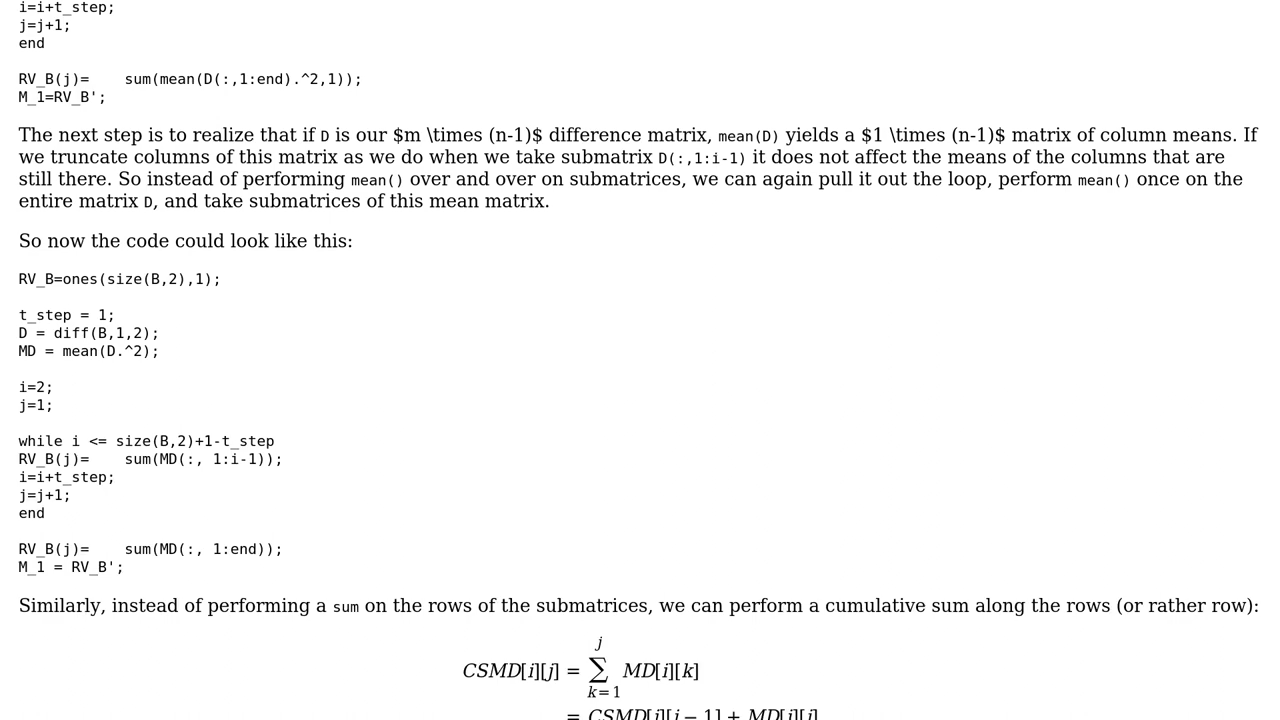 i=i+t_step;
j=j+1;
end
RV_B(j)=    sum(mean(D(:,1:end).^2,1));
M_1=RV_B';
The next step is to realize that if D is our $m \times (n-1)$ difference matrix, mean(D) yields a $1 \times (n-1)$ matrix of column means. If
we truncate columns of this matrix as we do when we take submatrix D(:,1:i-1) it does not affect the means of the columns that are
still there. So instead of performing mean() over and over on submatrices, we can again pull it out the loop, perform mean() once on the
entire matrix D, and take submatrices of this mean matrix.
So now the code could look like this:
RV_B=ones(size(B,2),1);
t_step = 1;
D = diff(B,1,2);
MD = mean(D.^2);
i=2;
j=1;
while i <= size(B,2)+1-t_step
RV_B(j)=    sum(MD(:, 1:i-1));
i=i+t_step;
j=j+1;
end
RV_B(j)=    sum(MD(:, 1:end));
M_1 = RV_B';
Similarly, instead of performing a sum on the rows of the submatrices, we can perform a cumulative sum along the rows (or rather row):
CSMD[i][j] = ∑_{k=1}^{j} MD[i][k]
= CSMD[i][j − 1] + MD[i][j]